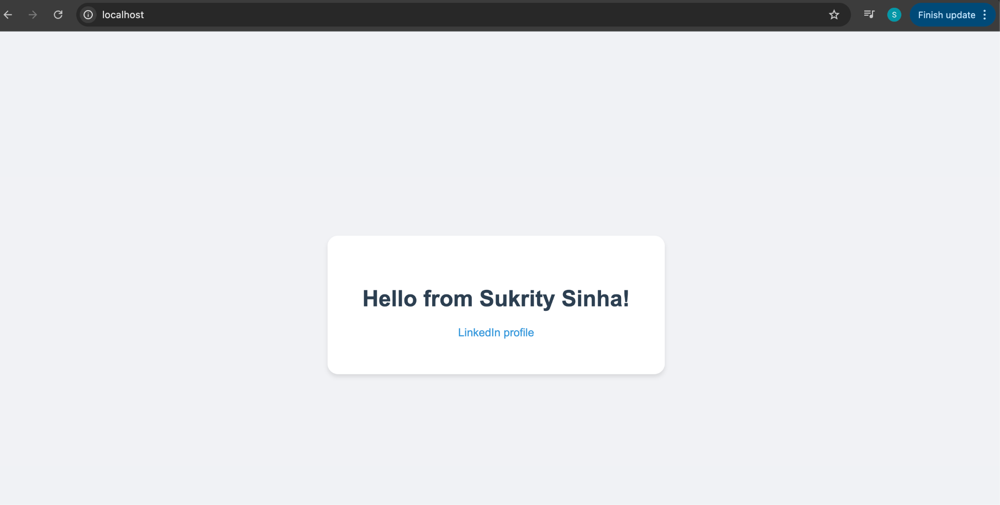 localhost
S
Finish update
Hello from Sukrity Sinha!
LinkedIn profile